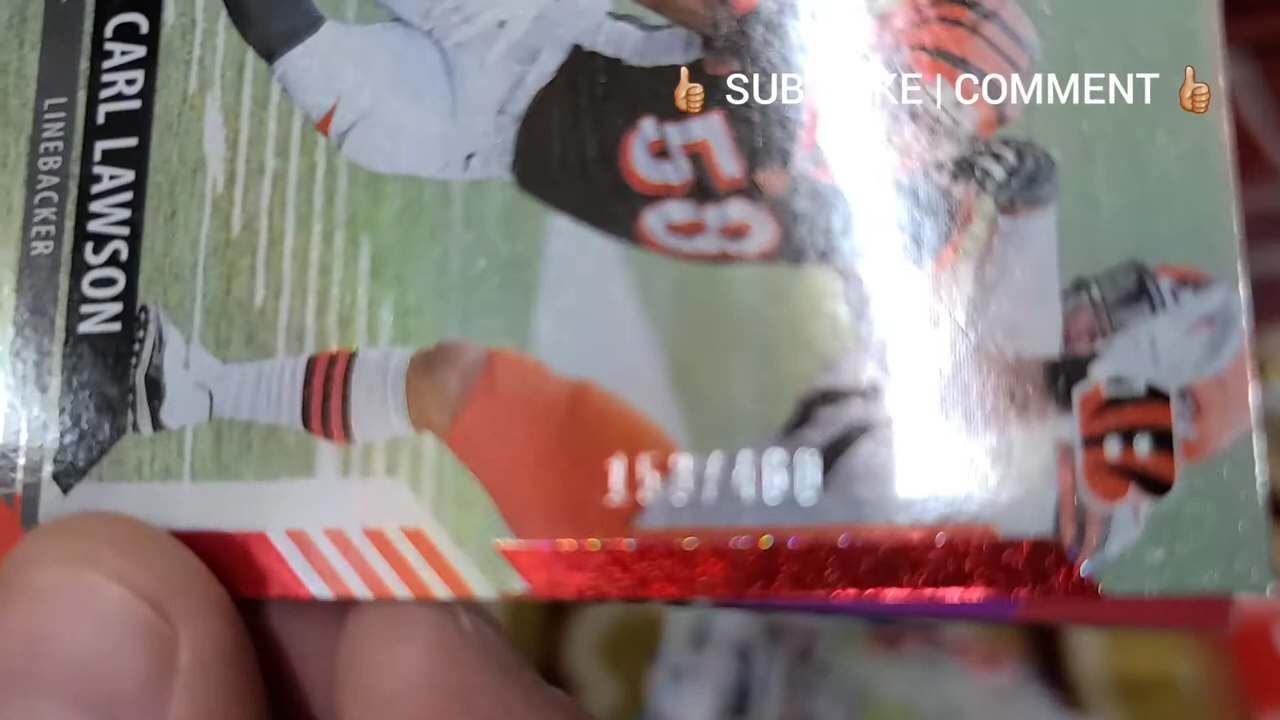 👍 SUB KE | COMMENT 👍
CARL LAWSON
LINEBACKER
58